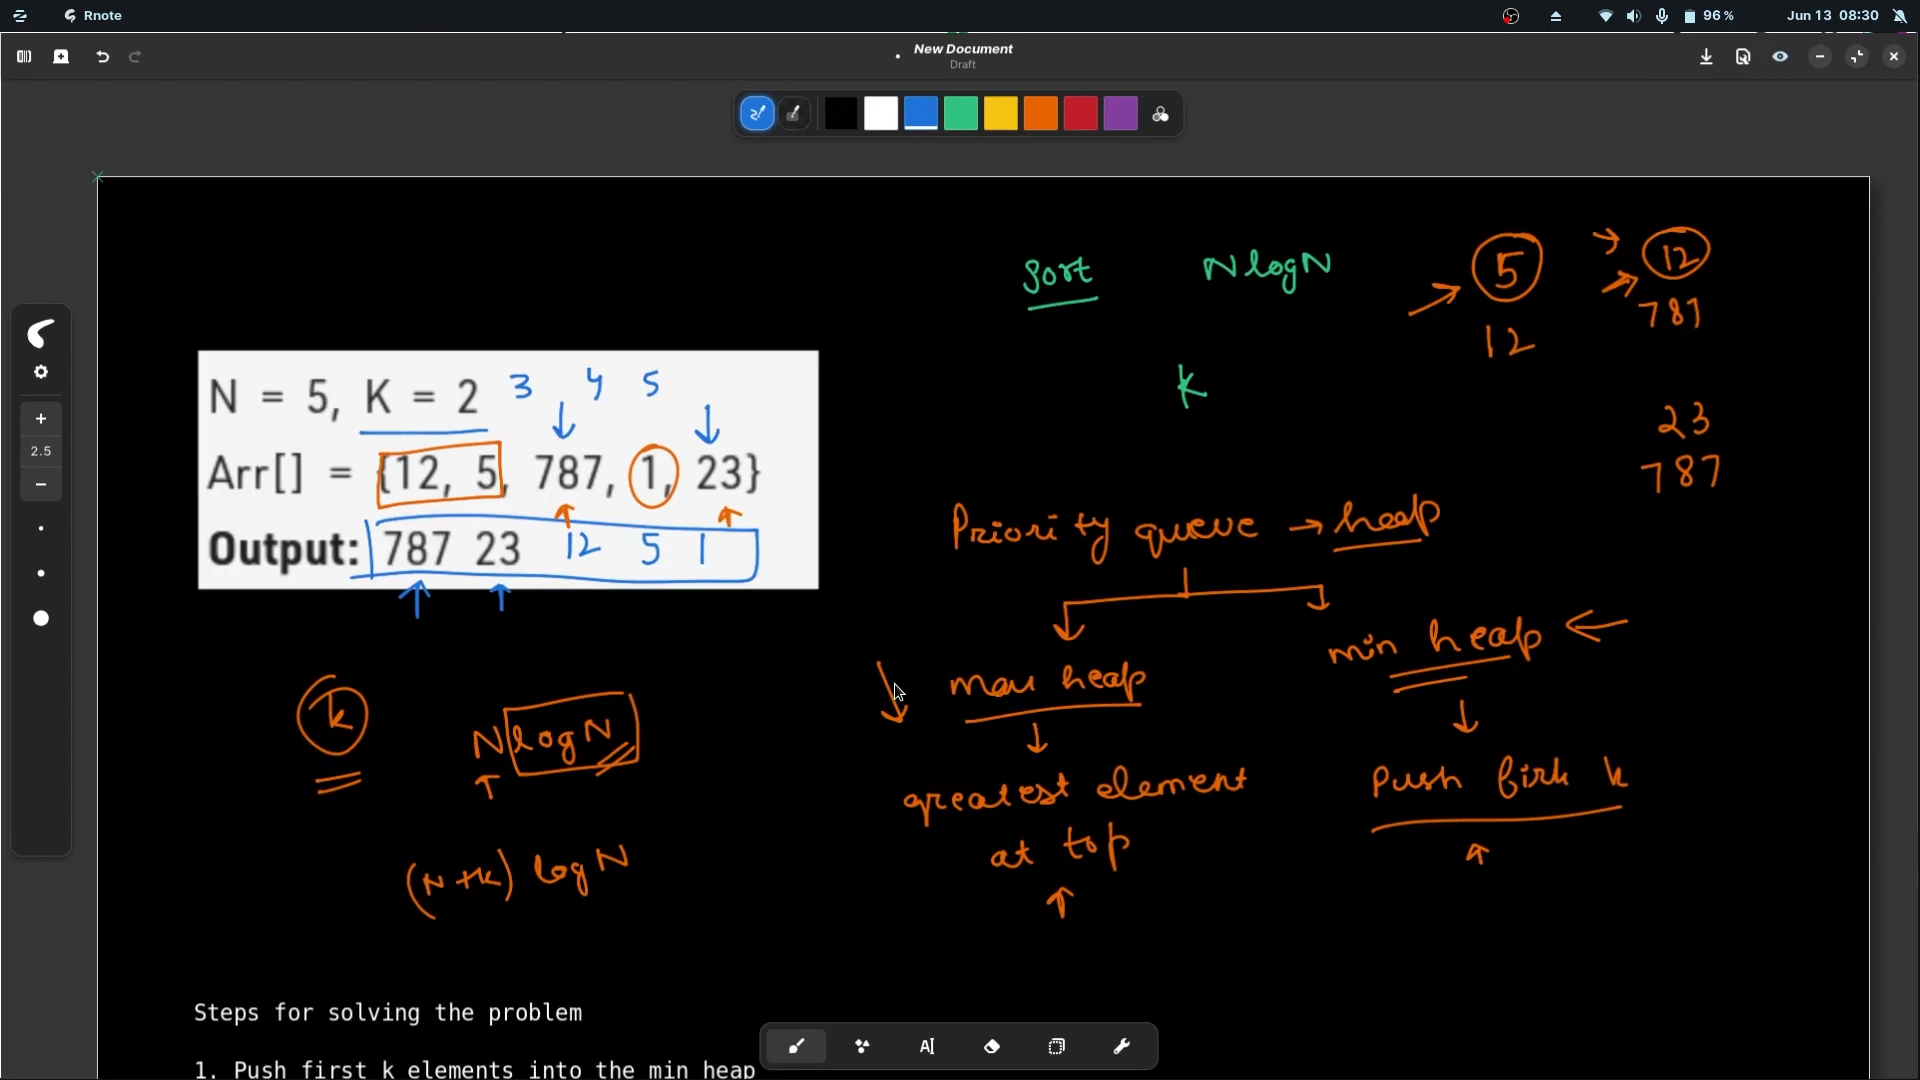 Rnote
96 %
Jun 13 08:30
New Document
Draft
2.5
Sort NlogN
5
12
12
787
k
23
787
N = 5, K = 2 3 4 5
Arr[] = {12, 5, 787, 1, 23}
Output: 787 23 12 5 1
Priority queue → heap
max heap
min heap
greatest element
at top
Push k
k
NlogN
(N+k) logN
Steps for solving the problem
1. Push first k elements into the min heap